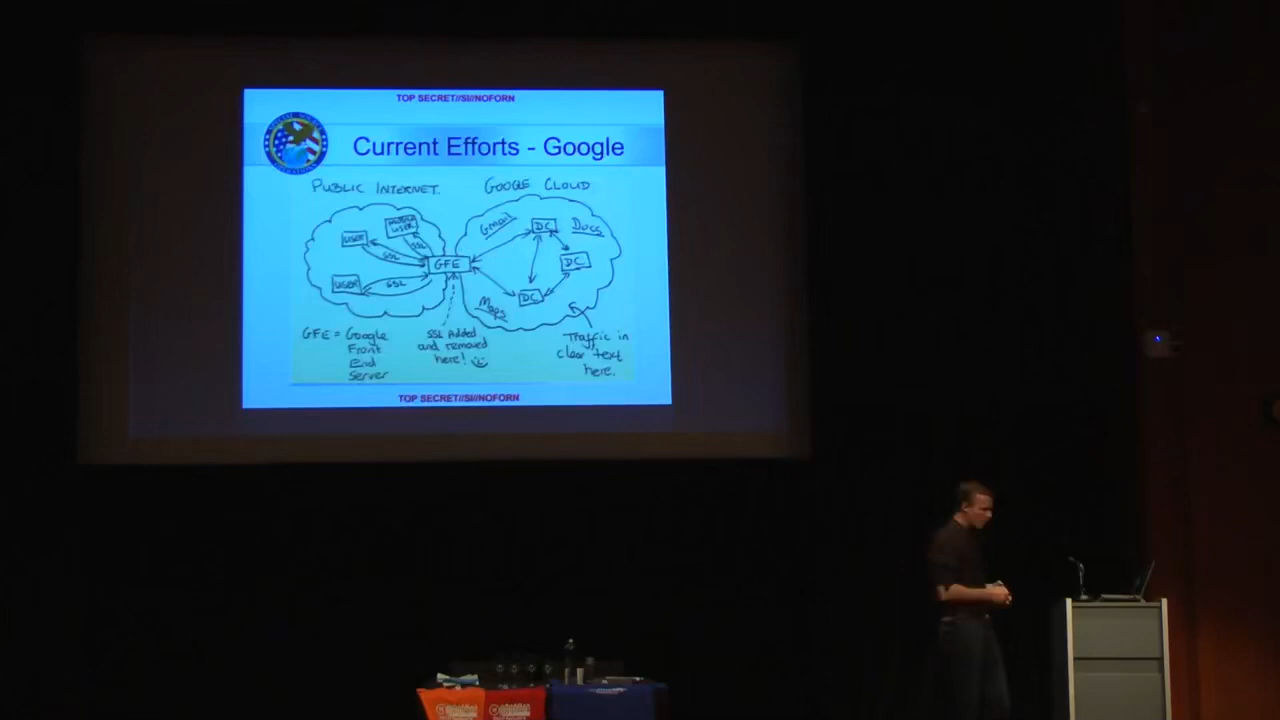 TOP SECRET//SI//NOFORN
Current Efforts - Google
PUBLIC INTERNET.
GOOGLE CLOUD
MOBILE
USER
USER
SSL
SSL
USER
SSL
GFE
Gmail
DC
Docs
DC
DC
Maps
GFE = Google
Front
End
Server
SSL Added
and removed
here!
Traffic in
clear text
here.
TOP SECRET//SI//NOFORN